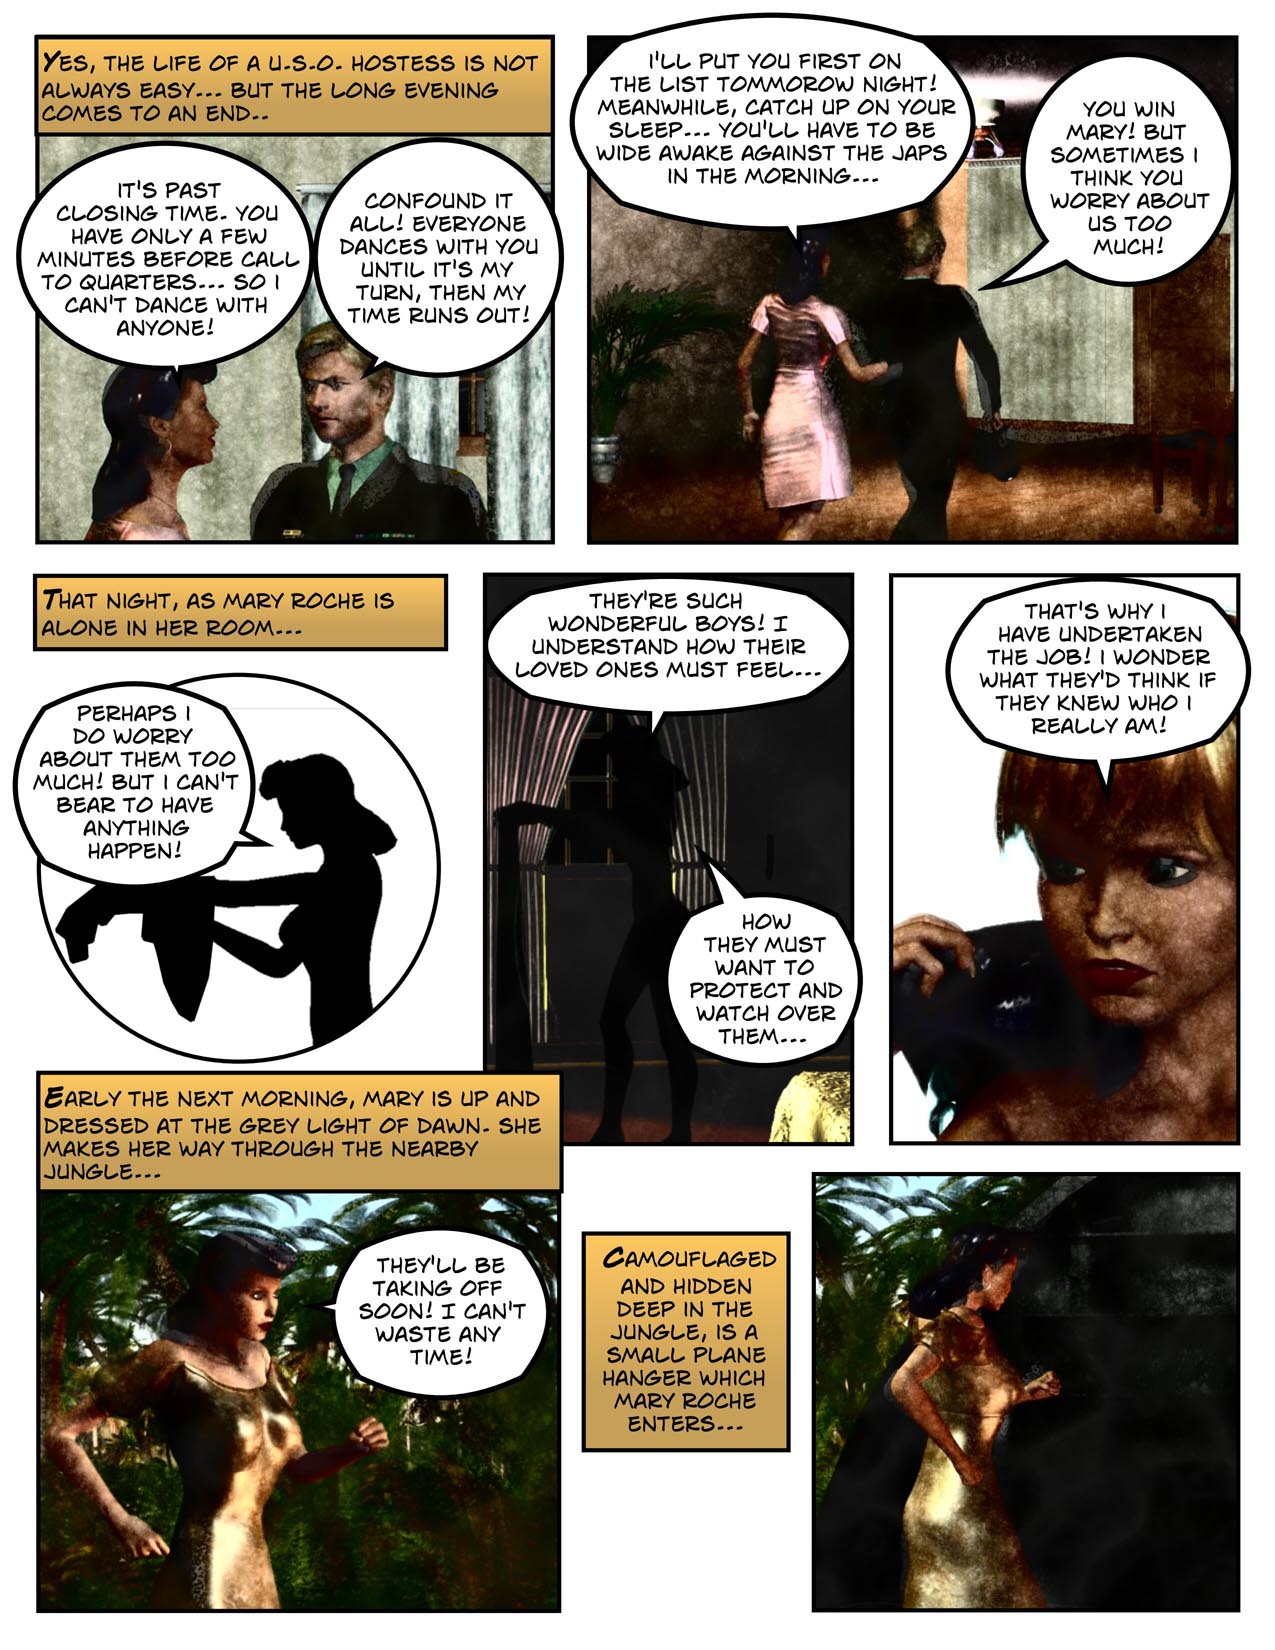 YES, THE LIFE OF A U.S.O. HOSTESS IS NOT
ALWAYS EASY... BUT THE LONG EVENING
COMES TO AN END..
IT'S PAST
CLOSING TIME. YOU
HAVE ONLY A FEW
MINUTES BEFORE CALL
TO QUARTERS... SO I
CAN'T DANCE WITH
ANYONE!
CONFOUND IT
ALL! EVERYONE
DANCES WITH YOU
UNTIL IT'S MY
TURN, THEN MY
TIME RUNS OUT!
I'LL PUT YOU FIRST ON
THE LIST TOMMOROW NIGHT!
MEANWHILE, CATCH UP ON YOUR
SLEEP... YOU'LL HAVE TO BE
WIDE AWAKE AGAINST THE JAPS
IN THE MORNING...
YOU WIN
MARY! BUT
SOMETIMES I
THINK YOU
WORRY ABOUT
US TOO
MUCH!
THAT NIGHT, AS MARY ROCHE IS
ALONE IN HER ROOM...
PERHAPS I
DO WORRY
ABOUT THEM TOO
MUCH! BUT I CAN'T
BEAR TO HAVE
ANYTHING
HAPPEN!
THEY'RE SUCH
WONDERFUL BOYS! I
UNDERSTAND HOW THEIR
LOVED ONES MUST FEEL...
HOW
THEY MUST
WANT TO
PROTECT AND
WATCH OVER
THEM...
THAT'S WHY I
HAVE UNDERTAKEN
THE JOB! I WONDER
WHAT THEY'D THINK IF
THEY KNEW WHO I
REALLY AM!
EARLY THE NEXT MORNING, MARY IS UP AND
DRESSED AT THE GREY LIGHT OF DAWN. SHE
MAKES HER WAY THROUGH THE NEARBY
JUNGLE...
THEY'LL BE
TAKING OFF
SOON! I CAN'T
WASTE ANY
TIME!
CAMOUFLAGED
AND HIDDEN
DEEP IN THE
JUNGLE, IS A
SMALL PLANE
HANGER WHICH
MARY ROCHE
ENTERS...